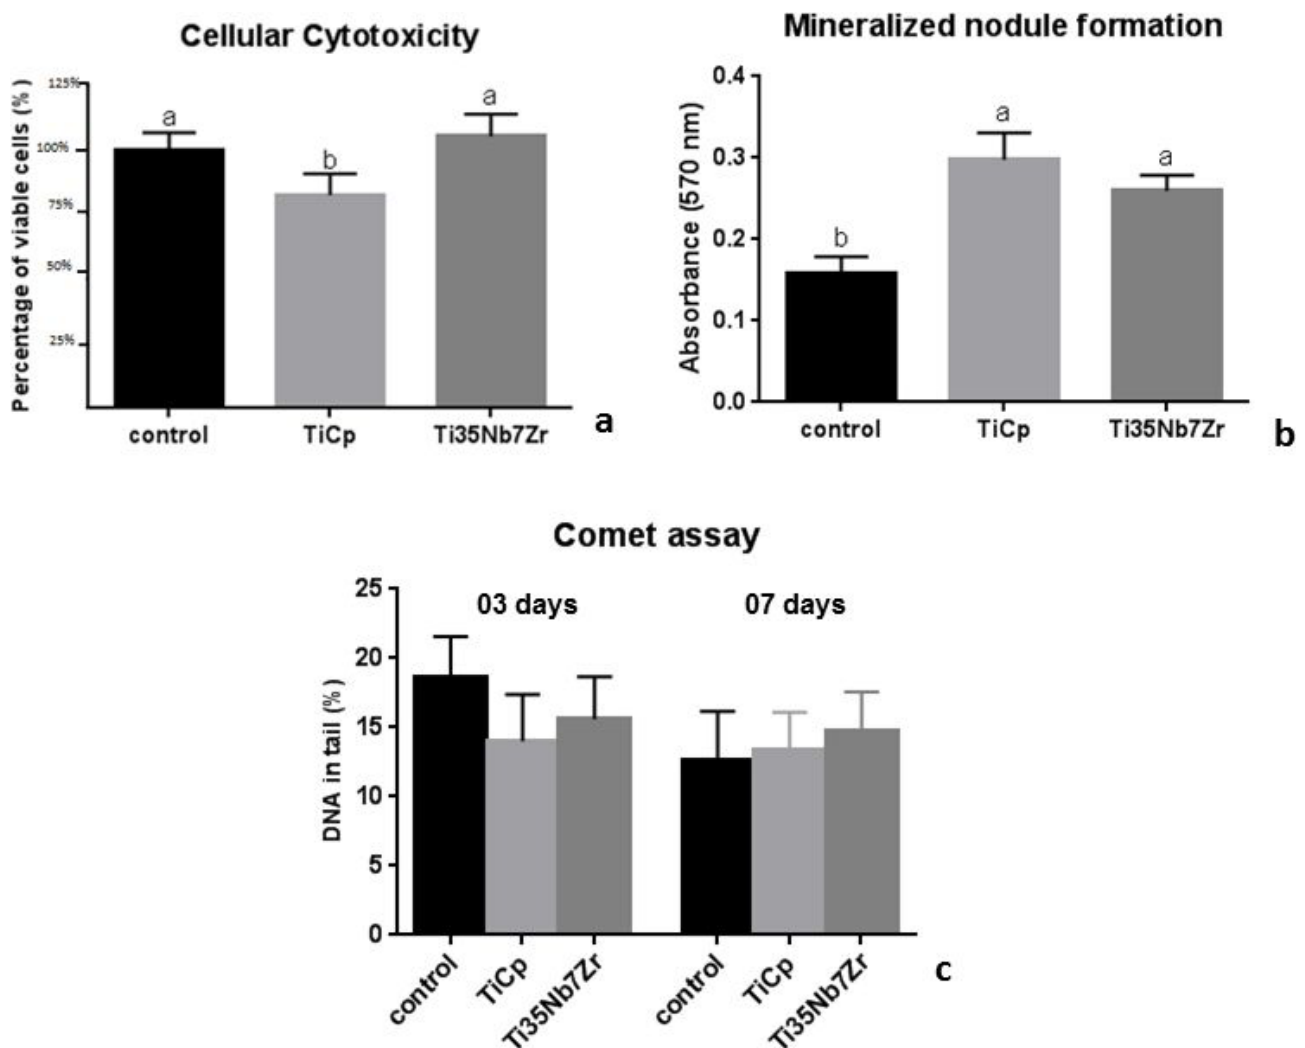 Cellular Cytotoxicity
Percentage of viable cells (%)
125%
100%
75%
50%
25%
a
b
a
control
TiCp
Ti35Nb7Zr
a
Mineralized nodule formation
Absorbance (570 nm)
0.4
0.3
0.2
0.1
0.0
b
a
a
control
TiCp
Ti35Nb7Zr
b
Comet assay
DNA in tail (%)
25
20
15
10
5
0
03 days
07 days
control
TiCp
Ti35Nb7Zr
control
TiCp
Ti35Nb7Zr
c